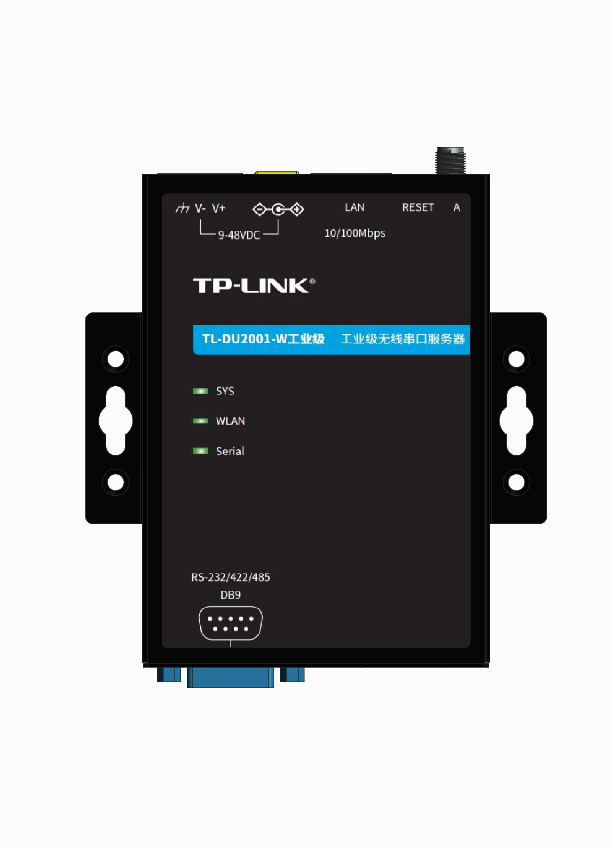 V- V+ LAN RESET A
9-48VDC 10/100Mbps
TP-LINK®
TL-DU2001-W工业级 工业级无线串口服务器
SYS
WLAN
Serial
RS-232/422/485
DB9